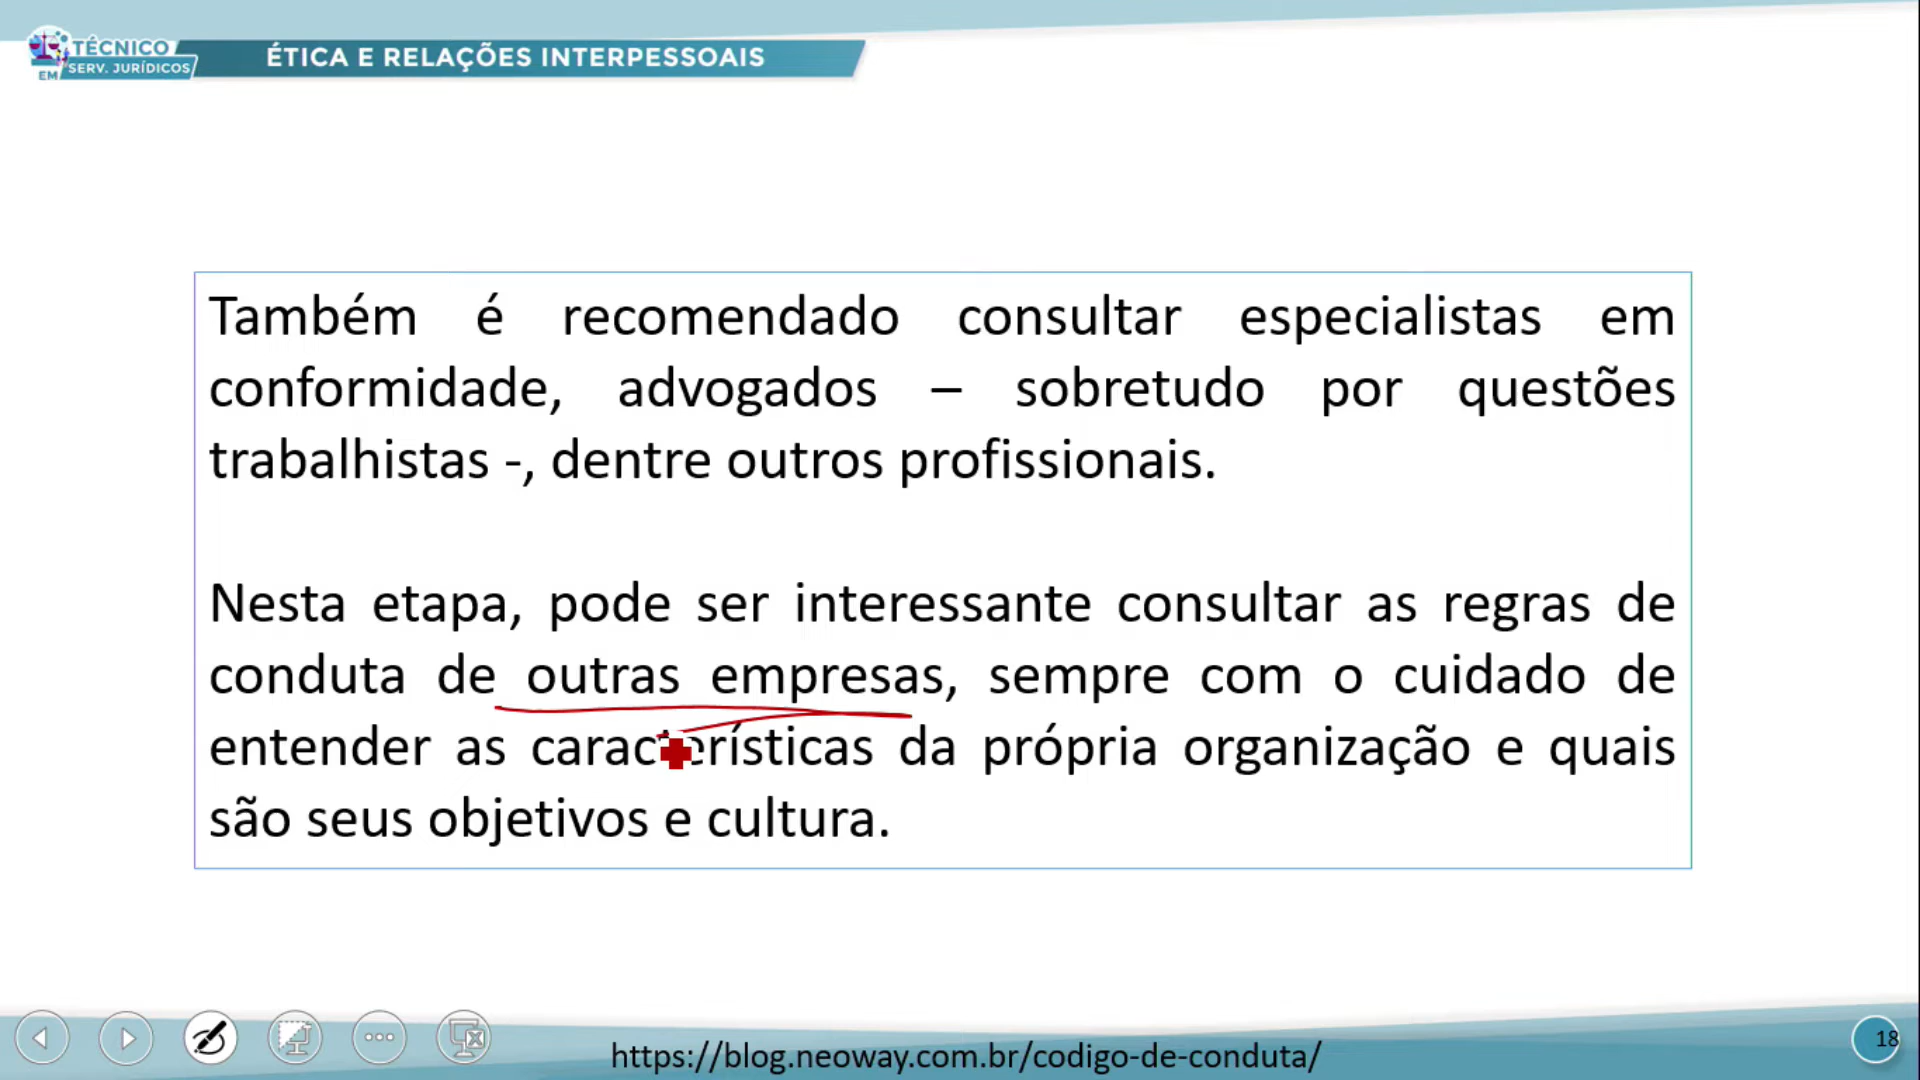 TÉCNICO
EM SERV. JURÍDICOS
ÉTICA E RELAÇÕES INTERPESSOAIS
Também é recomendado consultar especialistas em
conformidade, advogados – sobretudo por questões
trabalhistas -, dentre outros profissionais.
Nesta etapa, pode ser interessante consultar as regras de
conduta de outras empresas, sempre com o cuidado de
entender as características da própria organização e quais
são seus objetivos e cultura.
https://blog.neoway.com.br/codigo-de-conduta/
18